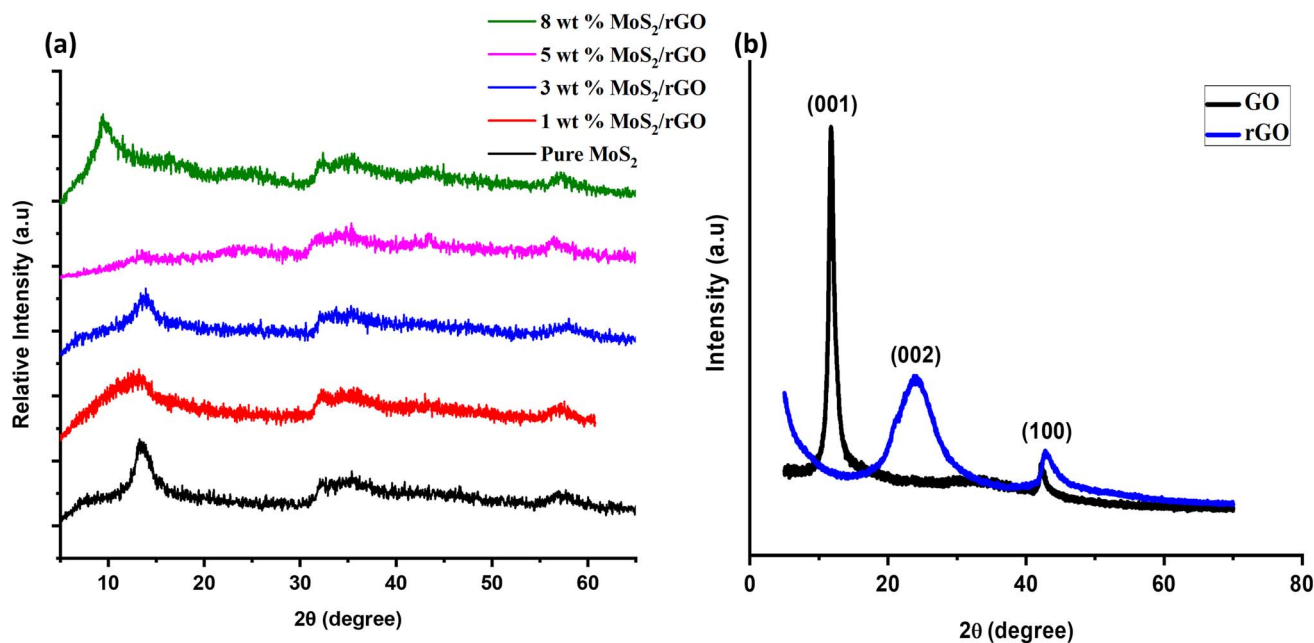 (a)
8 wt % MoS₂/rGO
5 wt % MoS₂/rGO
3 wt % MoS₂/rGO
1 wt % MoS₂/rGO
Pure MoS₂
Relative Intensity (a.u)
10 20 30 40 50 60
2θ (degree)
(b)
GO
rGO
(001)
(002)
(100)
Intensity (a.u)
0 20 40 60 80
2θ (degree)